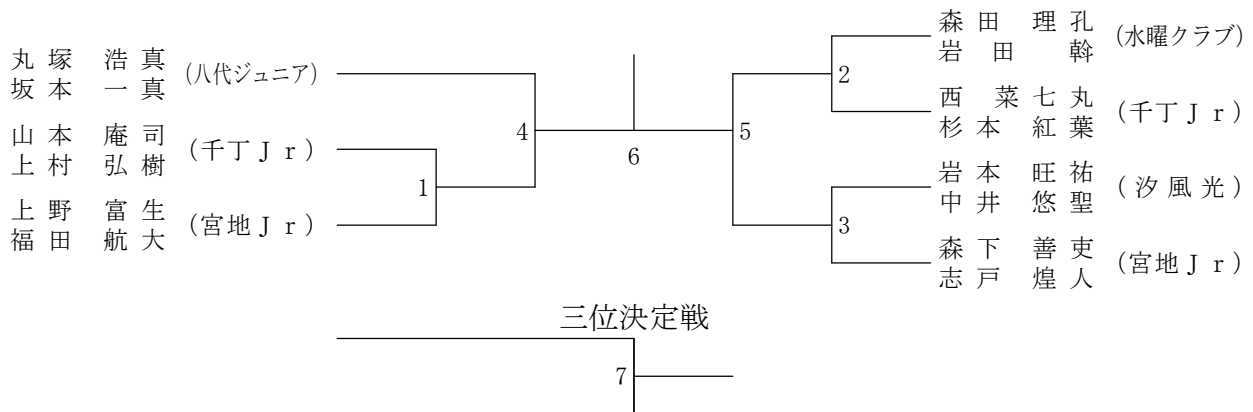 丸塚 浩真
坂本 一真
(八代ジュニア)
山本 庵司
上村 弘樹
(千丁Jr)
上野 富生
福田 航大
(宮地Jr)
1
4
6
5
2
3
森田 理孔
岩田 幹
(水曜クラブ)
西 菜七丸
杉本 紅葉
(千丁Jr)
岩本 旺祐
中井 悠聖
(汐風光)
森下 善吏
志戸 煌人
(宮地Jr)
三位決定戦
7